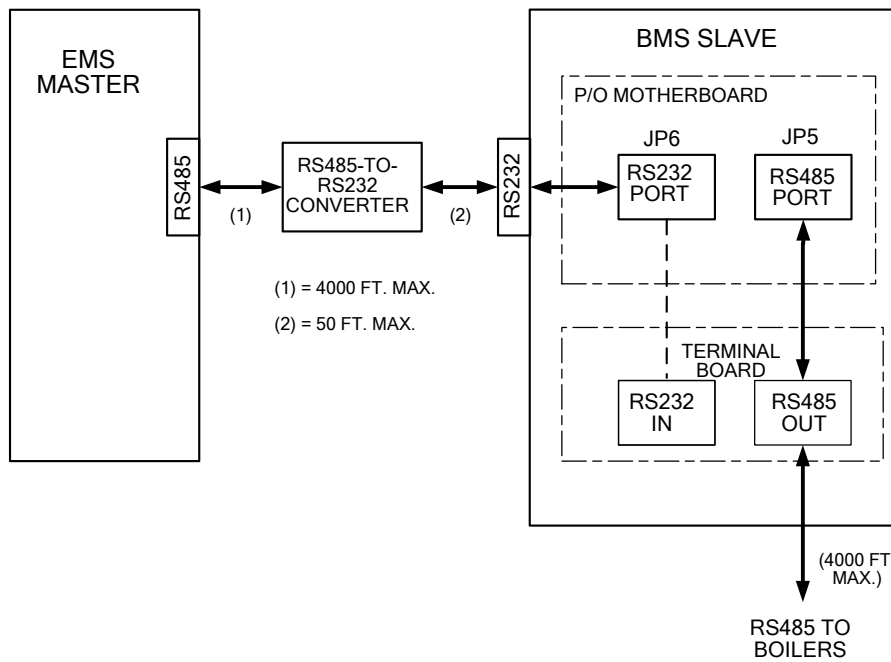 EMS
MASTER
RS485
(1)
RS485-TO-
RS232
CONVERTER
(2)
(1) = 4000 FT. MAX.
(2) = 50 FT. MAX.
BMS SLAVE
RS232
P/O MOTHERBOARD
JP6
RS232
PORT
JP5
RS485
PORT
TERMINAL
BOARD
RS232
IN
RS485
OUT
(4000 FT
MAX.)
RS485 TO
BOILERS